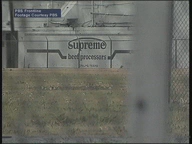 PBS Frontline
Footage Courtesy PBS
Supreme
beef processors